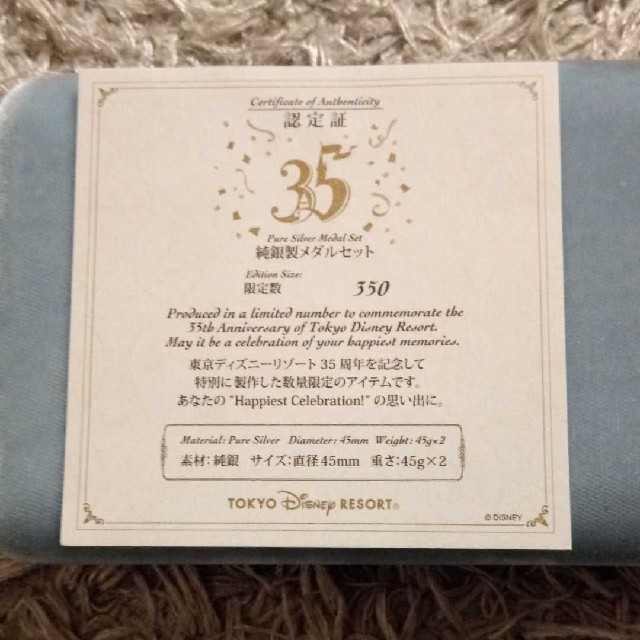 Certificate of Authenticity
認定証
35
Pure Silver Medal Set
純銀製メダルセット
Edition Size:
限定数 350
Produced in a limited number to commemorate the
35th Anniversary of Tokyo Disney Resort.
May it be a celebration of your happiest memories.
東京ディズニーリゾート 35 周年を記念して
特別に製作した数量限定のアイテムです。
あなたの "Happiest Celebration!" の思い出に。
Material: Pure Silver Diameter: 45mm Weight: 45g×2
素材：純銀 サイズ：直径45mm 重さ：45g×2
TOKYO Disney RESORT®
© DISNEY